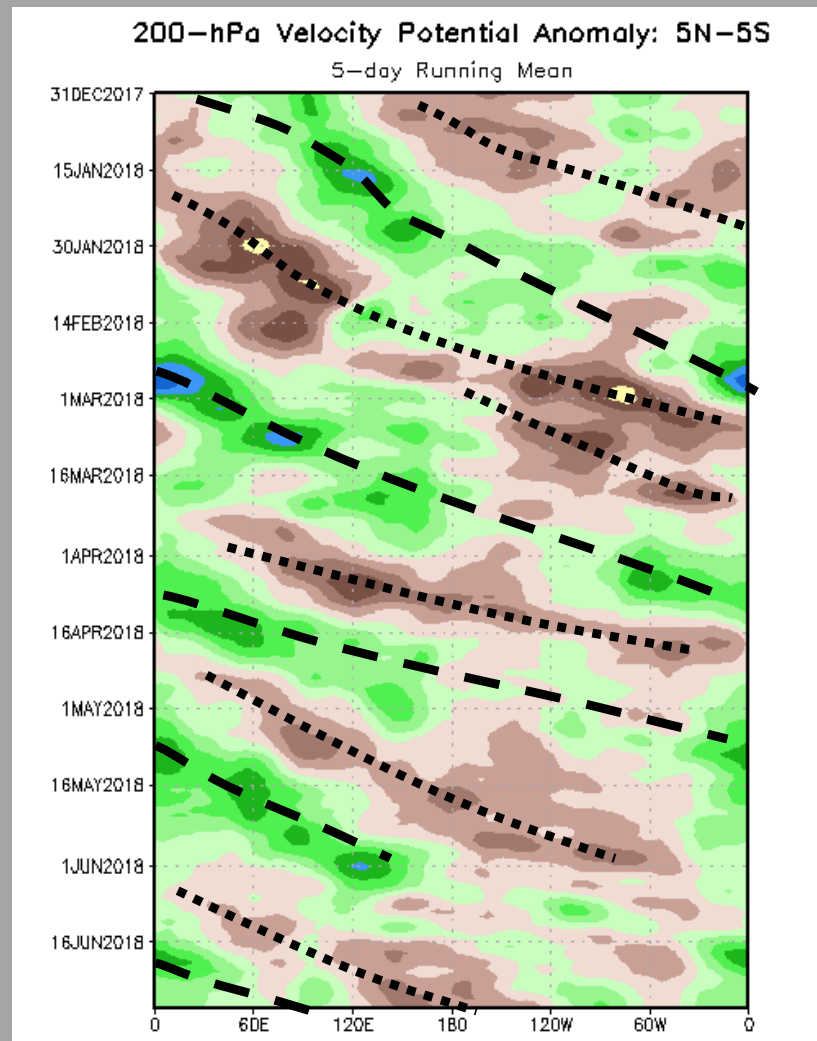 200-hPa Velocity Potential Anomaly: 5N-5S
5-day Running Mean
31DEC2017
15JAN2018
30JAN2018
14FEB2018
1MAR2018
16MAR2018
1APR2018
16APR2018
1MAY2018
16MAY2018
1JUN2018
16JUN2018
0 60E 120E 180 120W 60W 0